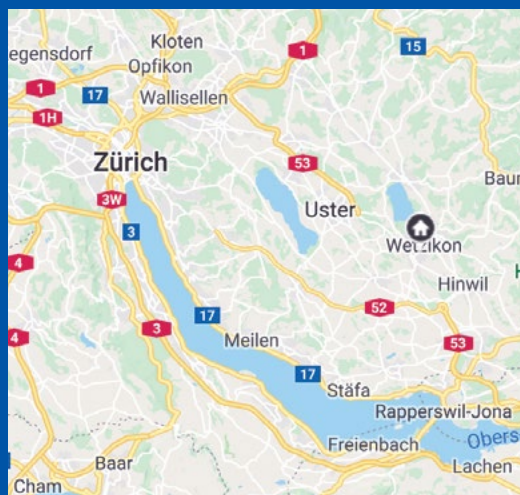 Kloten
egensdorf
Opfikon
1
15
1
17
Wallisellen
1H
Zürich
53
Baum
3W
Uster
3
Wetzikon
4
Hinwil
H
52
17
3
4
Meilen
53
17
Stäfa
Rapperswil-Jona
Obers
Freienbach
Baar
Lachen
Cham